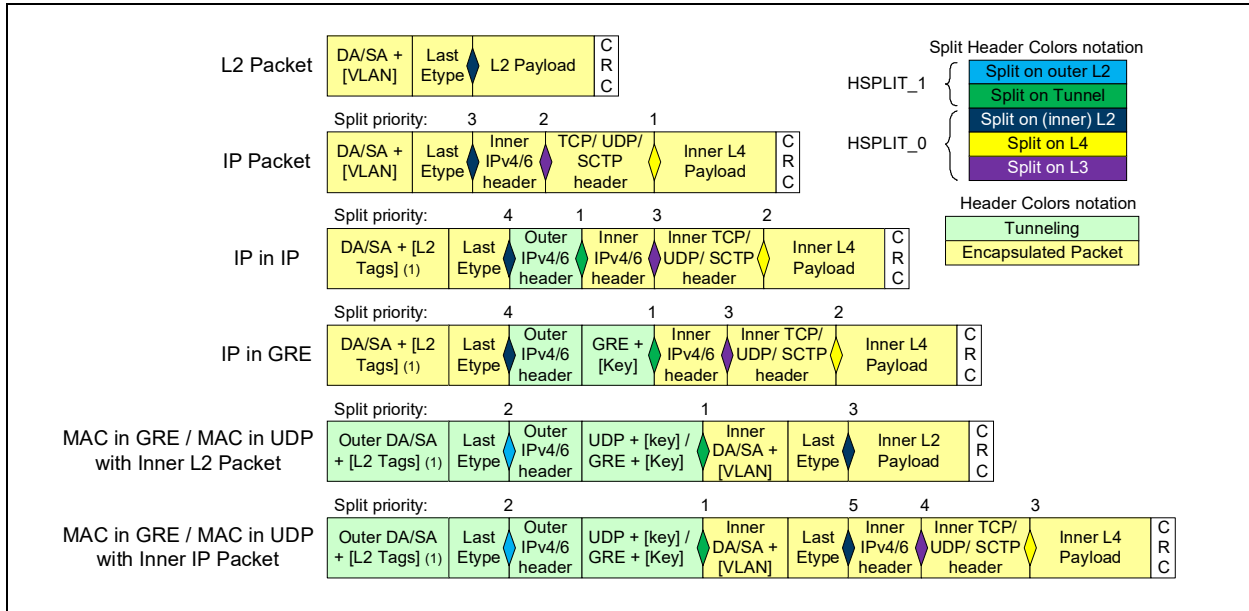 L2 Packet
DA/SA +
[VLAN]
Last
Etype
L2 Payload
C
R
C
Split priority: 3 2 1
IP Packet
DA/SA +
[VLAN]
Last
Etype
Inner
IPv4/6
header
TCP/ UDP/
SCTP
header
Inner L4
Payload
C
R
C
Split priority: 4 1 3 2
IP in IP
DA/SA + [L2
Tags] (1)
Last
Etype
Outer
IPv4/6
header
Inner
IPv4/6
header
Inner TCP/
UDP/ SCTP
header
Inner L4
Payload
C
R
C
Split priority: 4 1 3 2
IP in GRE
DA/SA + [L2
Tags] (1)
Last
Etype
Outer
IPv4/6
header
GRE +
[Key]
Inner
IPv4/6
header
Inner TCP/
UDP/ SCTP
header
Inner L4
Payload
C
R
C
Split priority: 2 1 3
MAC in GRE / MAC in UDP
with Inner L2 Packet
Outer DA/SA
+ [L2 Tags] (1)
Last
Etype
Outer
IPv4/6
header
UDP + [key] /
GRE + [Key]
Inner
DA/SA +
[VLAN]
Last
Etype
Inner L2
Payload
C
R
C
Split priority: 2 1 5 4 3
MAC in GRE / MAC in UDP
with Inner IP Packet
Outer DA/SA
+ [L2 Tags] (1)
Last
Etype
Outer
IPv4/6
header
UDP + [key] /
GRE + [Key]
Inner
DA/SA +
[VLAN]
Last
Etype
Inner
IPv4/6
header
Inner TCP/
UDP/ SCTP
header
Inner L4
Payload
C
R
C
Split Header Colors notation
HSPLIT_1
Split on outer L2
Split on Tunnel
HSPLIT_0
Split on (inner) L2
Split on L4
Split on L3
Header Colors notation
Tunneling
Encapsulated Packet